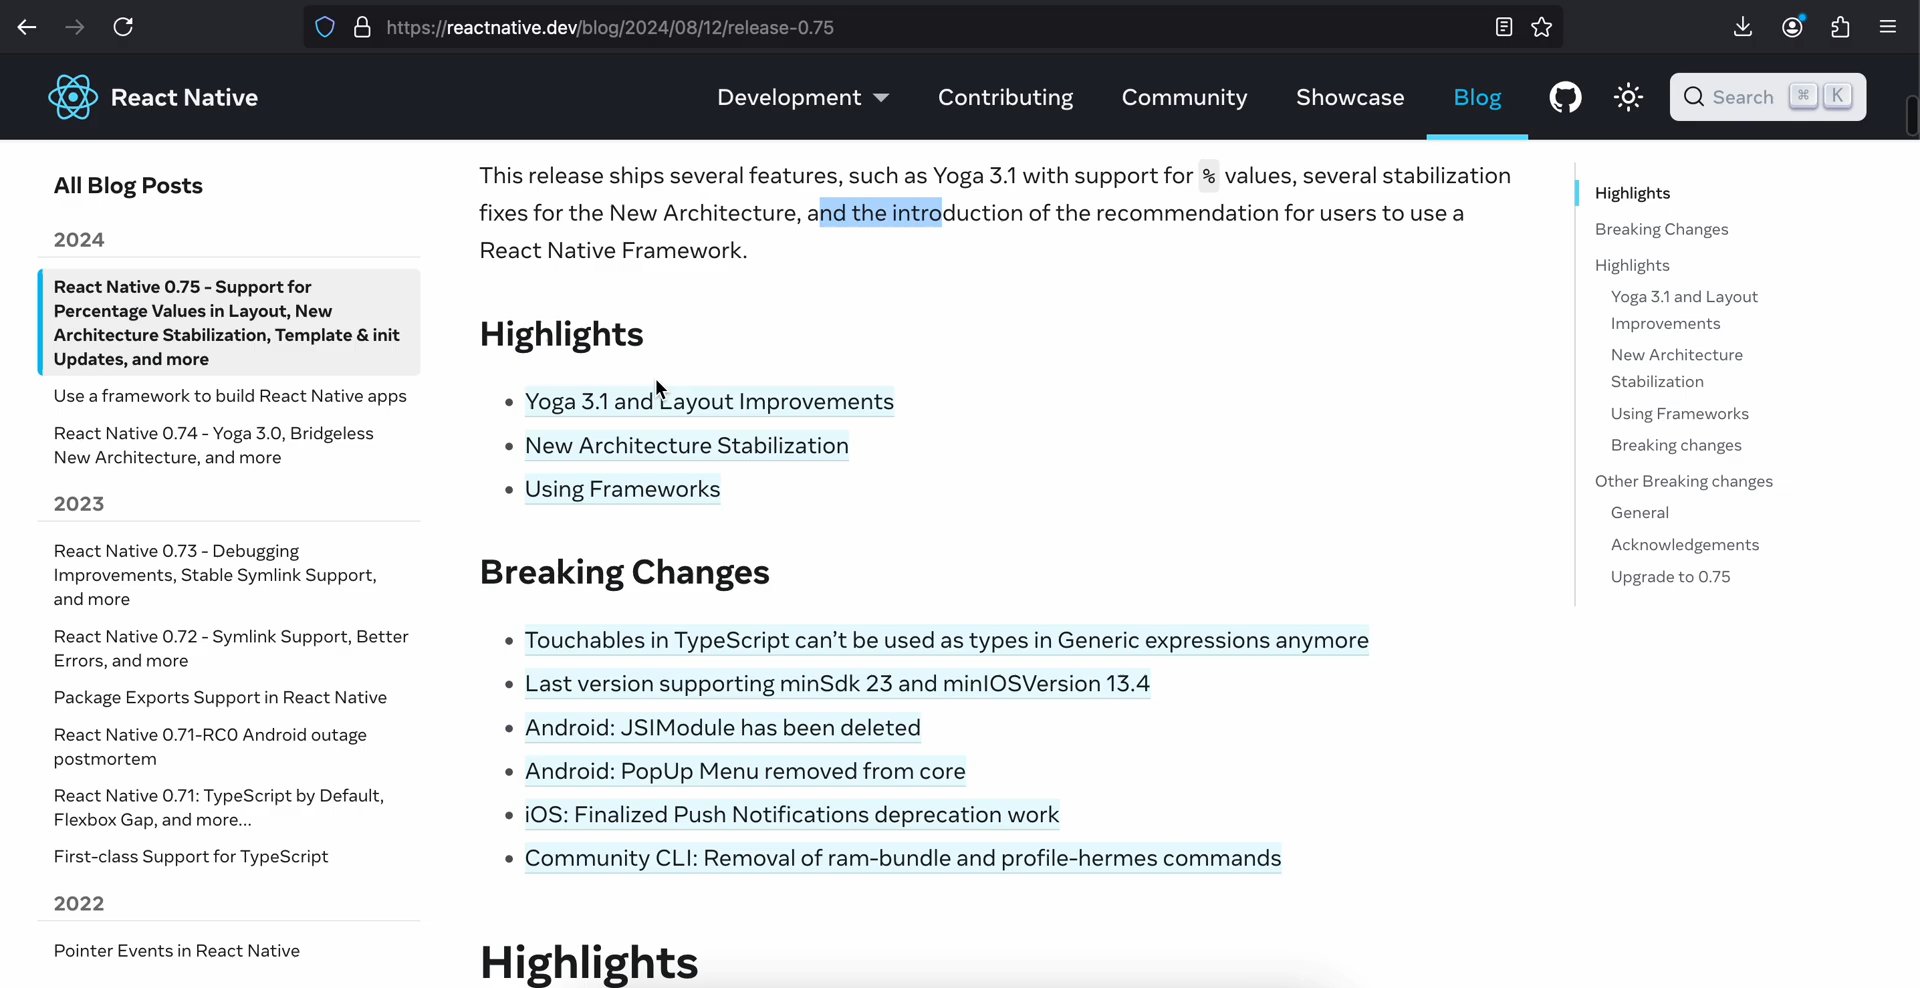 https://reactnative.dev/blog/2024/08/12/release-0.75
React Native
Development
Contributing
Community
Showcase
Blog
Search ⌘ K
All Blog Posts
2024
React Native 0.75 - Support for
Percentage Values in Layout, New
Architecture Stabilization, Template & init
Updates, and more
Use a framework to build React Native apps
React Native 0.74 - Yoga 3.0, Bridgeless
New Architecture, and more
2023
React Native 0.73 - Debugging
Improvements, Stable Symlink Support,
and more
React Native 0.72 - Symlink Support, Better
Errors, and more
Package Exports Support in React Native
React Native 0.71-RC0 Android outage
postmortem
React Native 0.71: TypeScript by Default,
Flexbox Gap, and more...
First-class Support for TypeScript
2022
Pointer Events in React Native
This release ships several features, such as Yoga 3.1 with support for % values, several stabilization
fixes for the New Architecture, and the introduction of the recommendation for users to use a
React Native Framework.
Highlights
Yoga 3.1 and Layout Improvements
New Architecture Stabilization
Using Frameworks
Breaking Changes
Touchables in TypeScript can’t be used as types in Generic expressions anymore
Last version supporting minSdk 23 and minIOSVersion 13.4
Android: JSIModule has been deleted
Android: PopUp Menu removed from core
iOS: Finalized Push Notifications deprecation work
Community CLI: Removal of ram-bundle and profile-hermes commands
Highlights
Highlights
Breaking Changes
Highlights
Yoga 3.1 and Layout
Improvements
New Architecture
Stabilization
Using Frameworks
Breaking changes
Other Breaking changes
General
Acknowledgements
Upgrade to 0.75